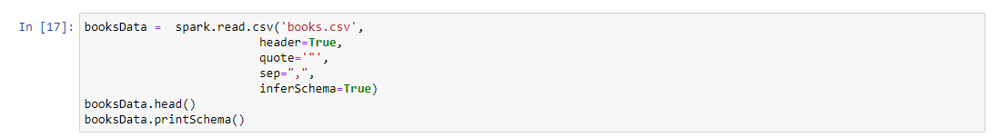 In [17]: booksData =  spark.read.csv('books.csv',
                         header=True,
                         quote='"',
                         sep=",",
                         inferSchema=True)
booksData.head()
booksData.printSchema()